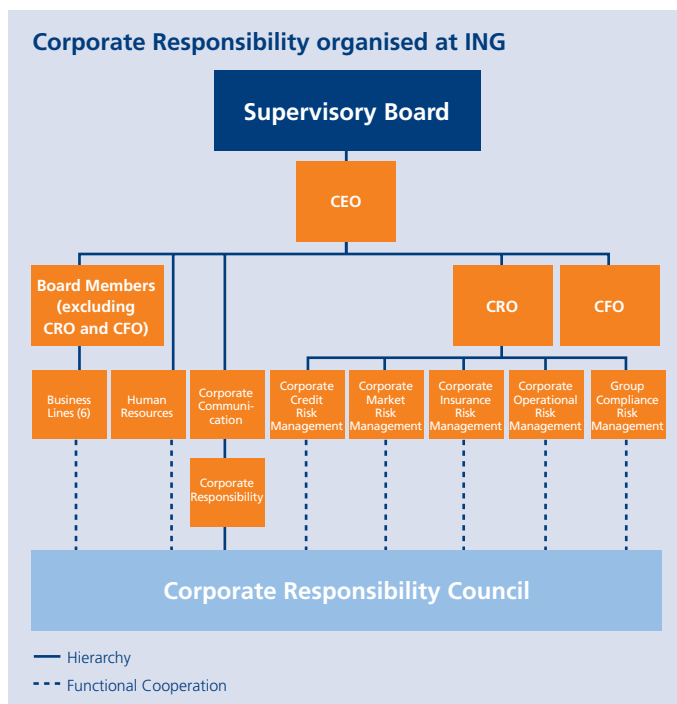 Corporate Responsibility organised at ING
Supervisory Board
CEO
Board Members
(excluding
CRO and CFO)
CRO
CFO
Business
Lines (6)
Human
Resources
Corporate
Communi-
cation
Corporate
Credit
Risk
Management
Corporate
Market
Risk
Management
Corporate
Insurance
Risk
Management
Corporate
Operational
Risk
Management
Group
Compliance
Risk
Management
Corporate
Responsibility
Corporate Responsibility Council
Hierarchy
Functional Cooperation